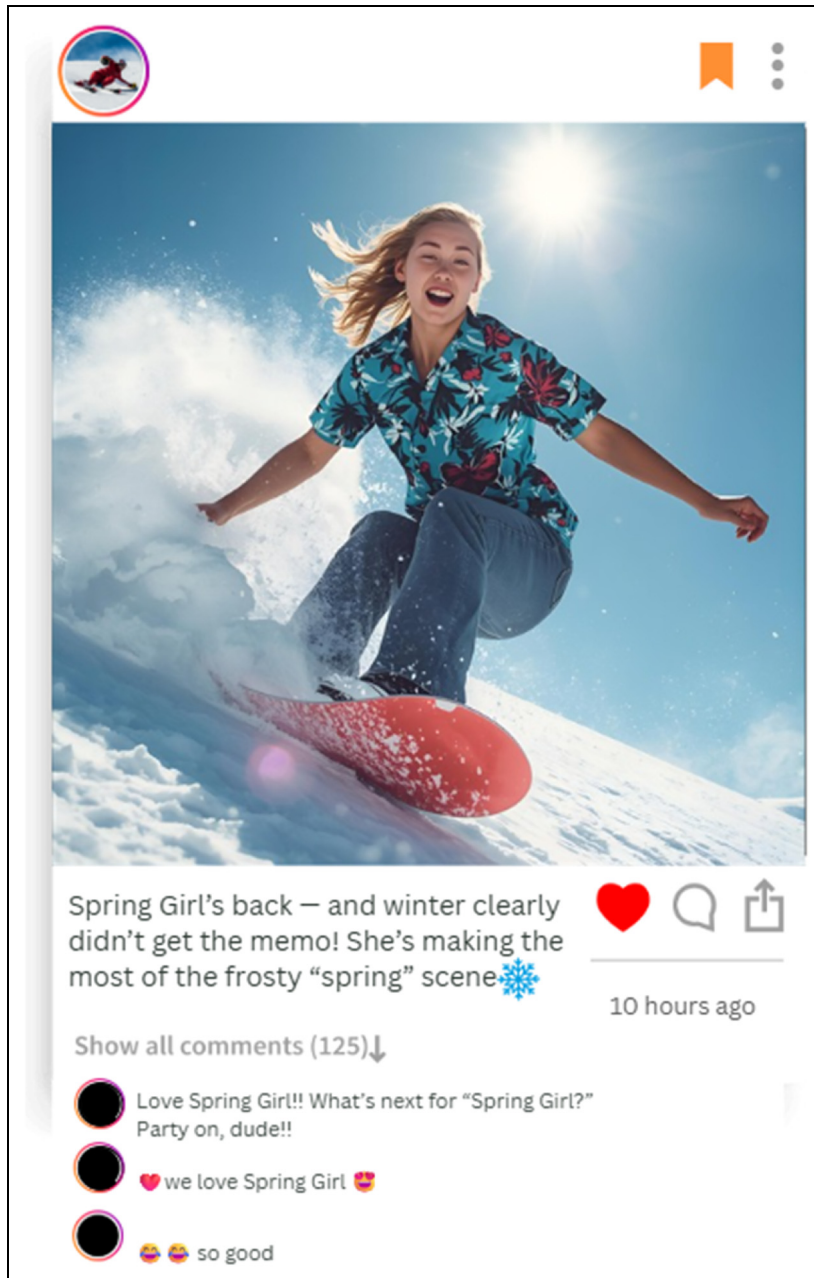 Spring Girl’s back — and winter clearly
didn’t get the memo! She’s making the
most of the frosty “spring” scene❄️
10 hours ago
Show all comments (125)↓
Love Spring Girl!! What’s next for “Spring Girl?”
Party on, dude!!
❤️ we love Spring Girl 😍
😂 😂 so good